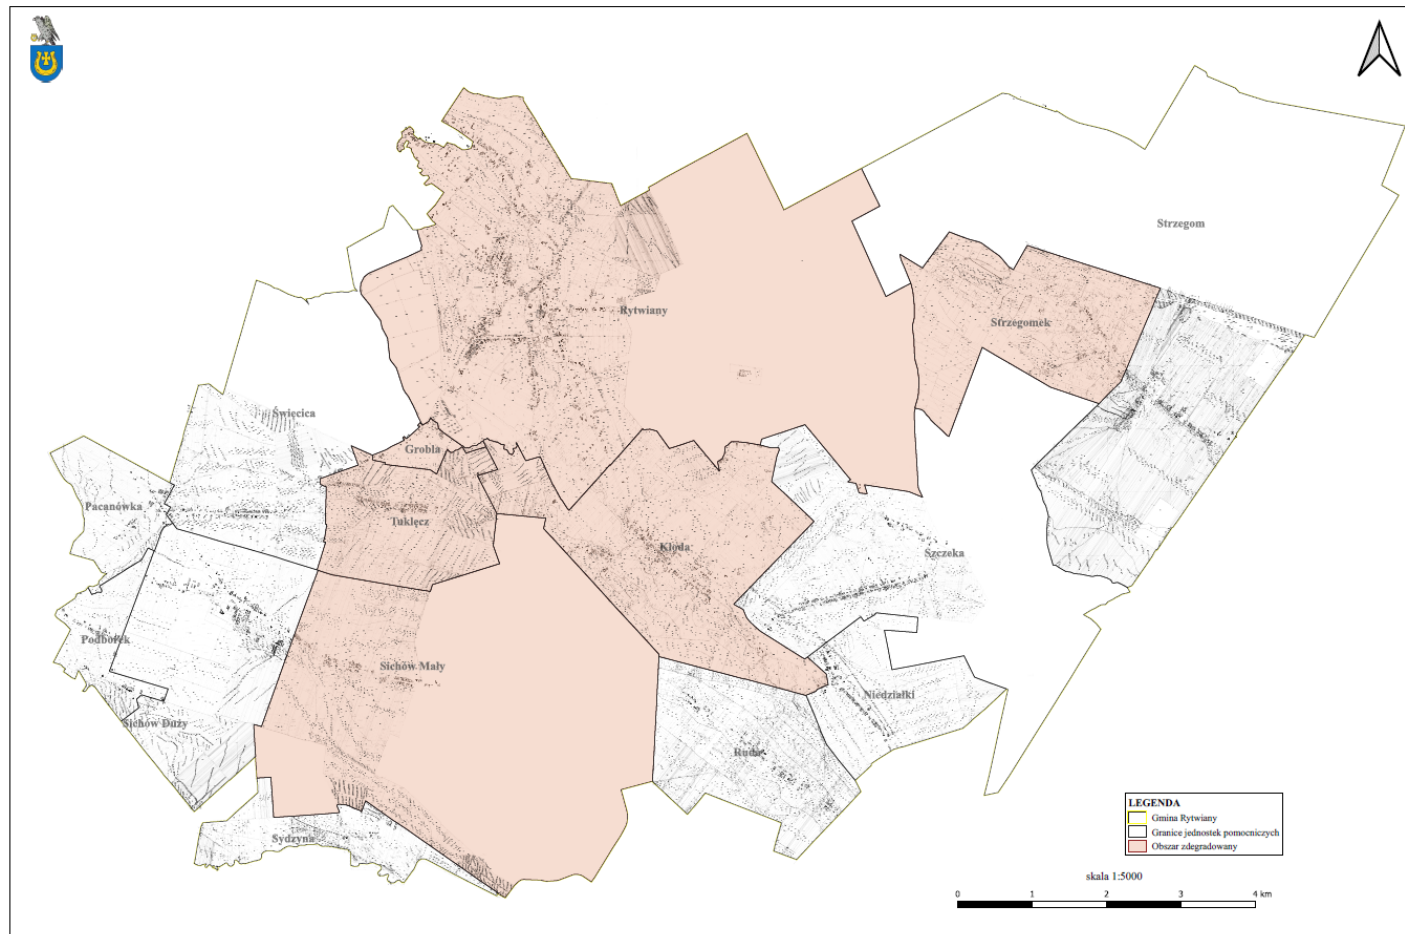 Strzegom
Rytwiany
Strzegomek
Święcica
Grobla
Pacanówka
Tuklęcz
Kłoda
Szczeka
Podborek
Sichów Mały
Niedziałki
Sichów Duży
Ruda
Sydzyna
LEGENDA
Gmina Rytwiany
Granice jednostek pomocniczych
Obszar zdegradowany
skala 1:5000
0 1 2 3 4 km